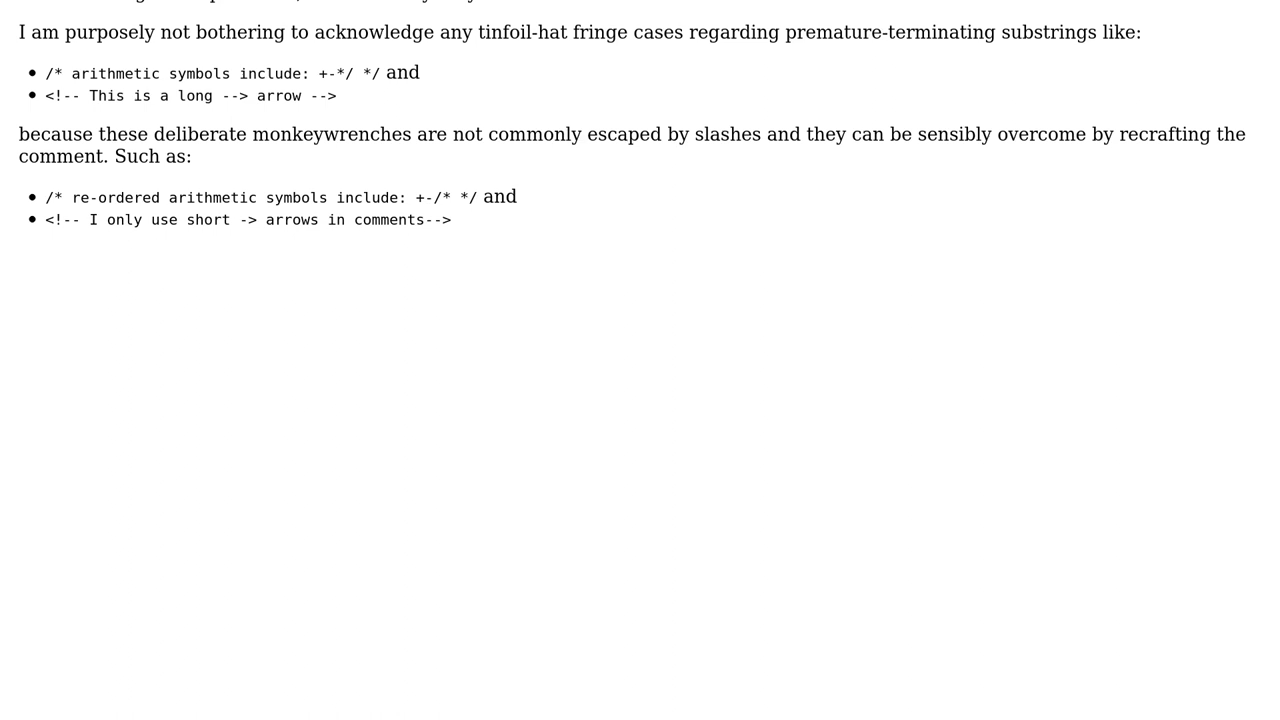 I am purposely not bothering to acknowledge any tinfoil-hat fringe cases regarding premature-terminating substrings like:
• /* arithmetic symbols include: +-*/ */ and
• <!-- This is a long --> arrow -->
because these deliberate monkeywrenches are not commonly escaped by slashes and they can be sensibly overcome by recrafting the
comment. Such as:
• /* re-ordered arithmetic symbols include: +-/* */ and
• <!-- I only use short -> arrows in comments-->